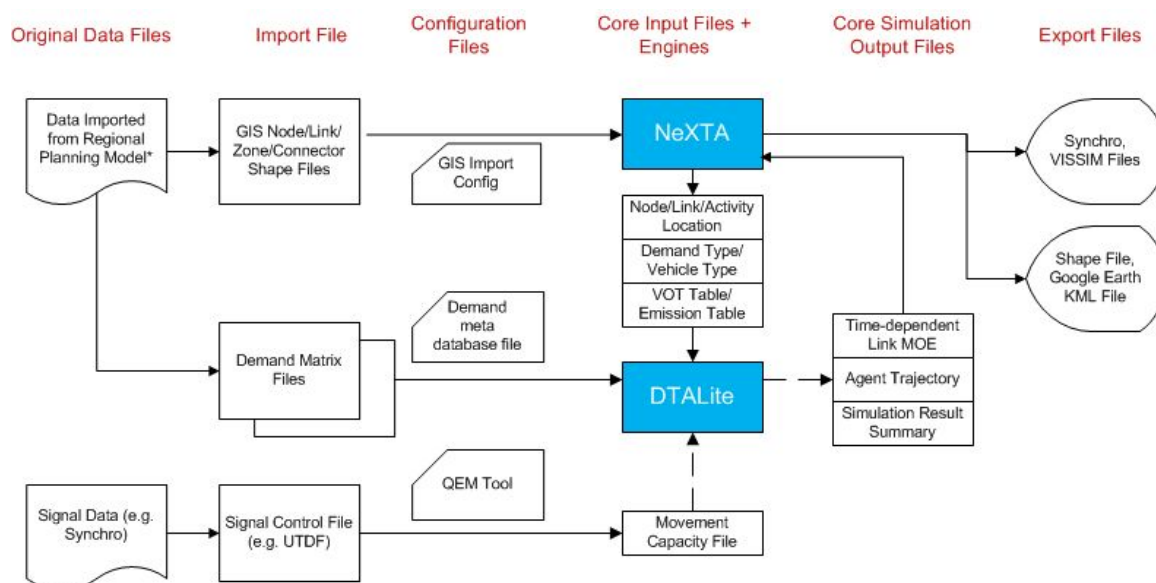 Original Data Files
Import File
Configuration
Files
Core Input Files +
Engines
Core Simulation
Output Files
Export Files
Data Imported
from Regional
Planning Model*
GIS Node/Link/
Zone/Connector
Shape Files
GIS Import
Config
NeXTA
Synchro,
VISSIM Files
Node/Link/Activity
Location
Demand Type/
Vehicle Type
VOT Table/
Emission Table
Shape File,
Google Earth
KML File
Demand Matrix
Files
Demand
meta
database file
DTALite
Time-dependent
Link MOE
Agent Trajectory
Simulation Result
Summary
Signal Data (e.g.
Synchro)
Signal Control File
(e.g. UTDF)
QEM Tool
Movement
Capacity File